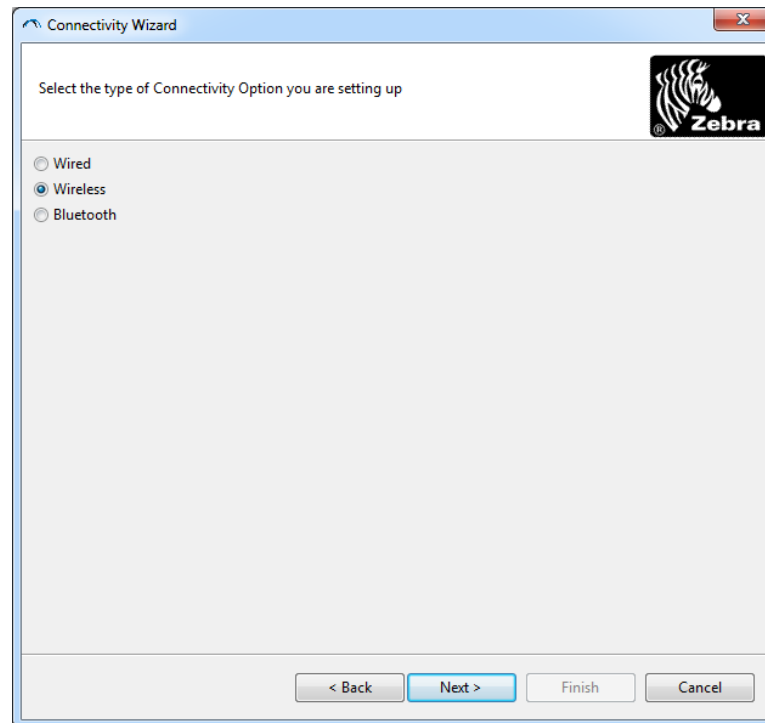 Connectivity Wizard
Select the type of Connectivity Option you are setting up
® Zebra
Wired
Wireless
Bluetooth
< Back Next > Finish Cancel